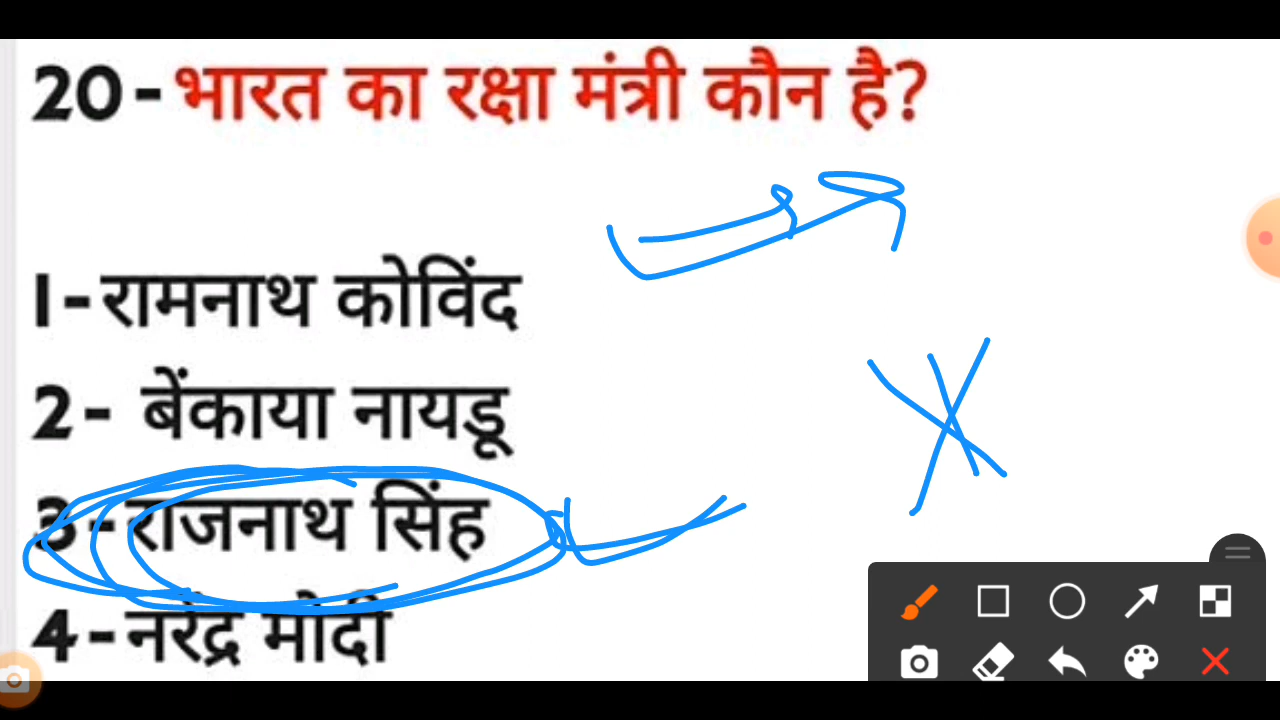 20-भारत का रक्षा मंत्री कौन है?
1-रामनाथ कोविंद
2- बेंकाया नायडू
3-राजनाथ सिंह
4-नरेंद्र मोदी